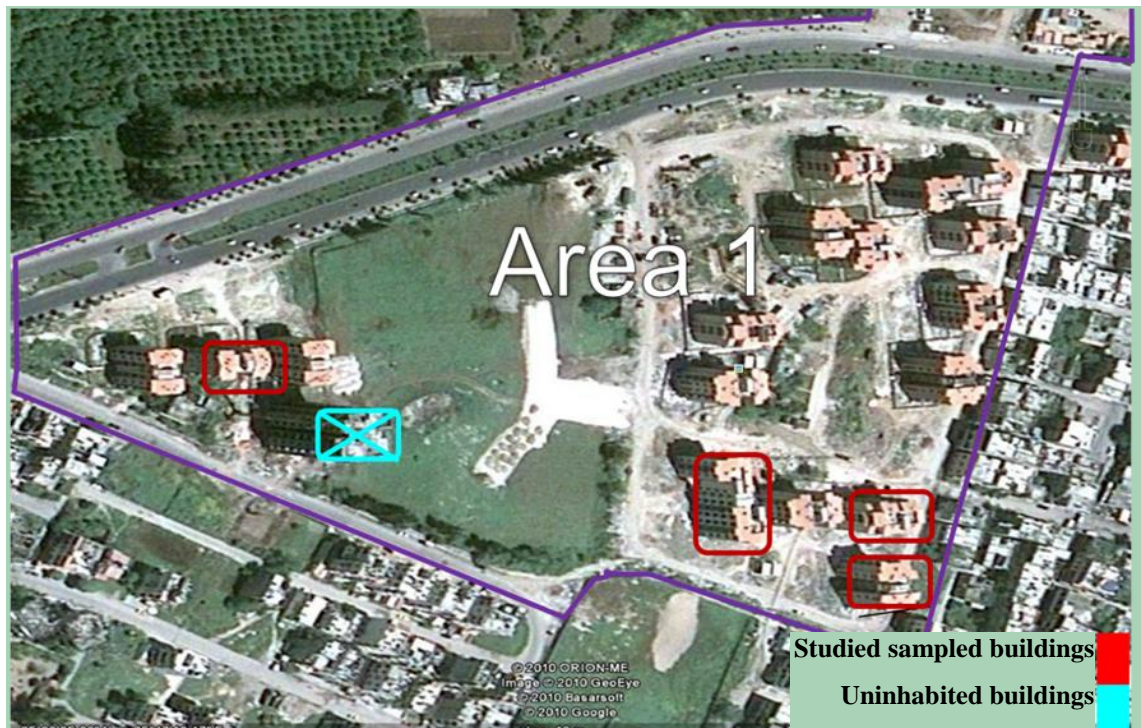 Area 1
Studied sampled buildings
Uninhabited buildings
© 2010 ORION-ME
Image © 2010 GeoEye
© 2010 Basarsoft
© 2010 Google